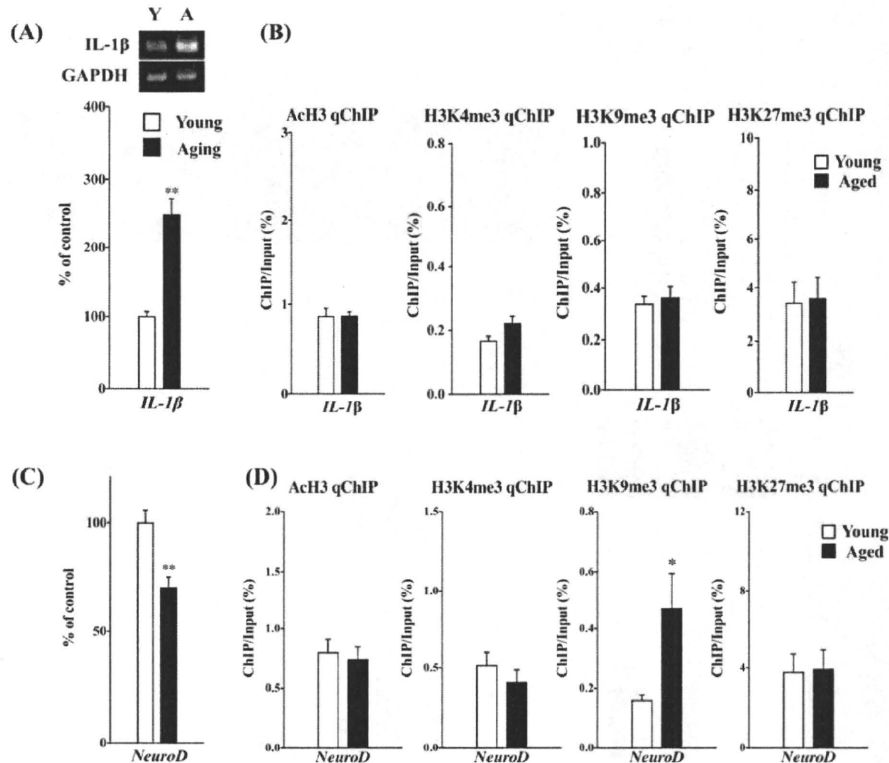 (A)
Y A
IL-1β
GAPDH
400
300
250
200
100
0
% of control
Young
Aging
**
IL-1β
(B)
AcH3 qChIP
3
2
1
0
ChIP/Input (%)
IL-1β
H3K4me3 qChIP
0.8
0.6
0.4
0.2
0.0
ChIP/Input (%)
IL-1β
H3K9me3 qChIP
1.0
0.8
0.6
0.4
0.2
0.0
ChIP/Input (%)
IL-1β
H3K27me3 qChIP
10
8
6
4
2
0
ChIP/Input (%)
Young
Aged
IL-1β
(C)
100
50
0
% of control
**
NeuroD
(D)
AcH3 qChIP
2.0
1.5
1.0
0.5
0.0
ChIP/Input (%)
NeuroD
H3K4me3 qChIP
1.5
1.0
0.5
0.0
ChIP/Input (%)
NeuroD
H3K9me3 qChIP
0.8
0.6
0.4
0.2
0.0
ChIP/Input (%)
*
NeuroD
H3K27me3 qChIP
12
8
4
0
ChIP/Input (%)
Young
Aged
NeuroD